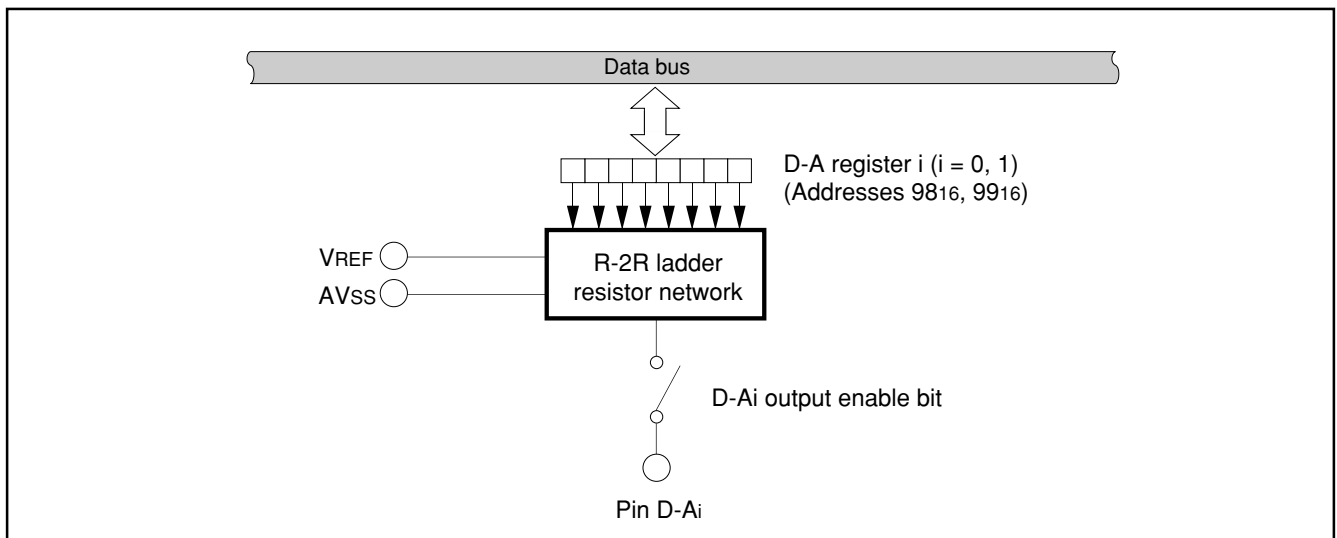 Data bus
D-A register i (i = 0, 1)
(Addresses 9816, 9916)
VREF
AVSS
R-2R ladder
resistor network
D-Ai output enable bit
Pin D-Ai